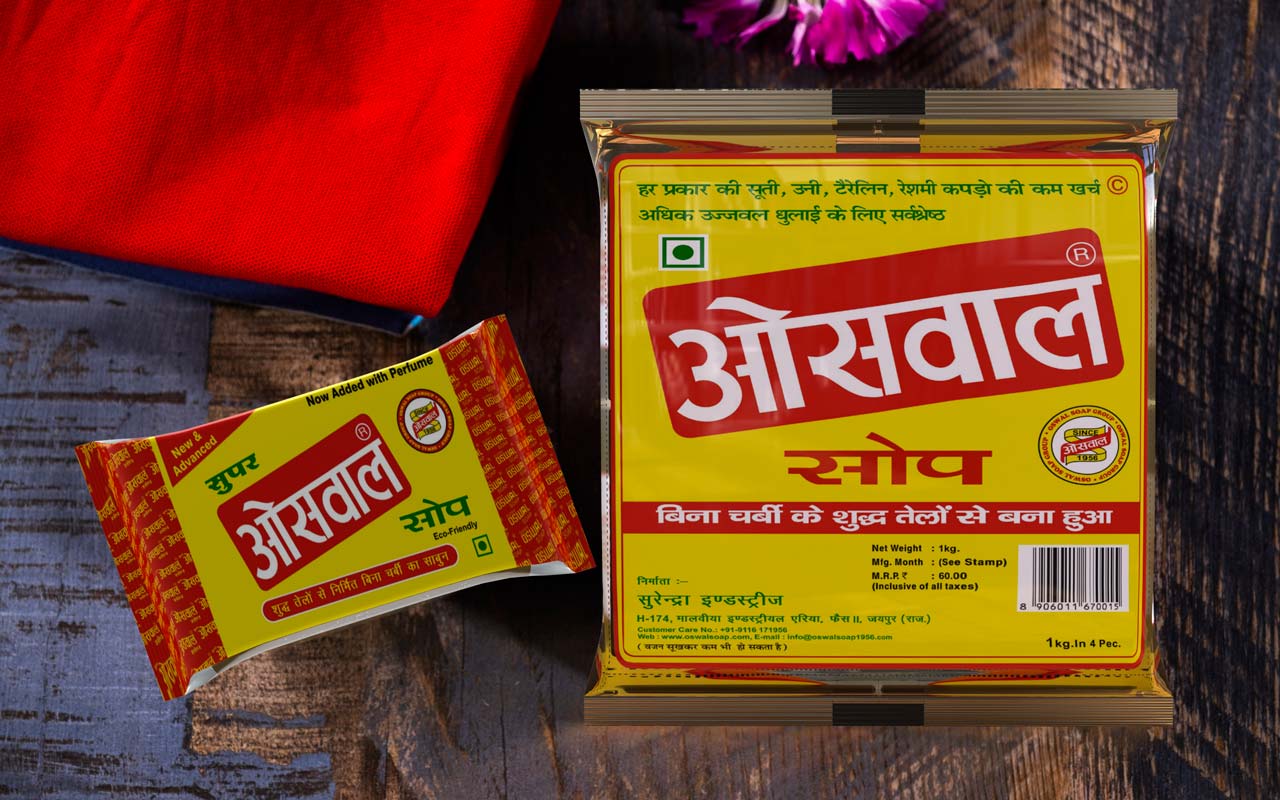 Now Added with Perfume
New &
Advanced
सुपर
ओसवाल
®
सोप
Eco-Friendly
शुद्ध तेलों से निर्मित बिना चर्बी का साबुन
हर प्रकार की सूती, उनी, टैरेलिन, रेशमी कपड़ो की कम खर्च ©
अधिक उज्जवल धुलाई के लिए सर्वश्रेष्ठ
®
ओसवाल
सोप
OSWAL SOAP GROUP • OSWAL SOAP GROUP •
SINCE
ओसवाल
1956
बिना चर्बी के शुद्ध तेलों से बना हुआ
Net Weight : 1kg.
Mfg. Month : (See Stamp)
M.R.P. ₹ : 60.00
(Inclusive of all taxes)
8 906011 670015
निर्माता :–
सुरेन्द्रा इण्डस्ट्रीज
H-174, मालवीया इण्डस्ट्रीयल एरिया, फैस॥, जयपुर (राज.)
Customer Care No.: +91-9116 171956
Web : www.oswalsoap.com, E-mail : info@oswalsoap1956.com
( वजन सूखकर कम भी हो सकता है )
1kg.In 4 Pec.